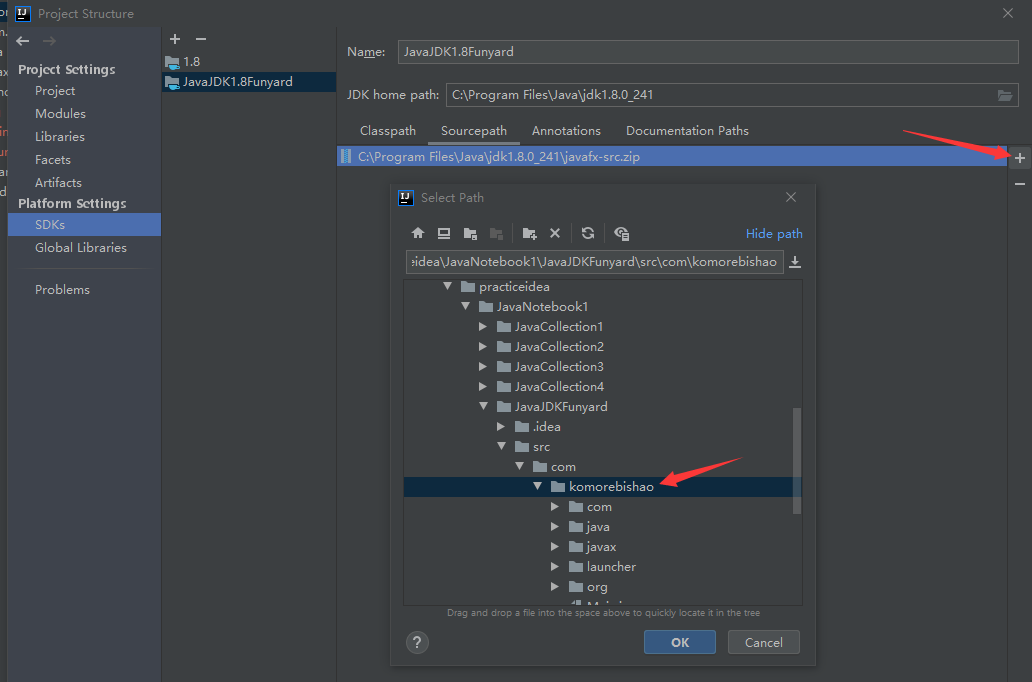 Project Structure
Project Settings
Project
Modules
Libraries
Facets
Artifacts
Platform Settings
SDKs
Global Libraries
Problems
1.8
JavaJDK1.8Funyard
Name: JavaJDK1.8Funyard
JDK home path: C:\Program Files\Java\jdk1.8.0_241
Classpath Sourcepath Annotations Documentation Paths
C:\Program Files\Java\jdk1.8.0_241\javafx-src.zip
Select Path
Hide path
idea\JavaNotebook1\JavaJDKFunyard\src\com\komorebishao
practiceidea
JavaNotebook1
JavaCollection1
JavaCollection2
JavaCollection3
JavaCollection4
JavaJDKFunyard
.idea
src
com
komorebishao
com
java
javax
launcher
org
Drag and drop a file into the space above to quickly locate it in the tree
? OK Cancel